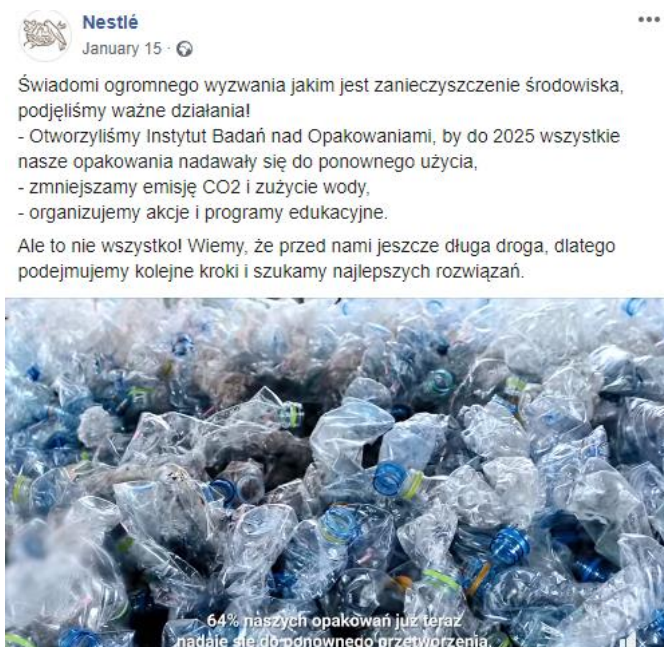 Nestlé
January 15 ·
Świadomi ogromnego wyzwania jakim jest zanieczyszczenie środowiska,
podjęliśmy ważne działania!
- Otworzyliśmy Instytut Badań nad Opakowaniami, by do 2025 wszystkie
nasze opakowania nadawały się do ponownego użycia,
- zmniejszamy emisję CO2 i zużycie wody,
- organizujemy akcje i programy edukacyjne.
Ale to nie wszystko! Wiemy, że przed nami jeszcze długa droga, dlatego
podejmujemy kolejne kroki i szukamy najlepszych rozwiązań.
64% naszych opakowań już teraz
nadaje się do ponownego przetworzenia.